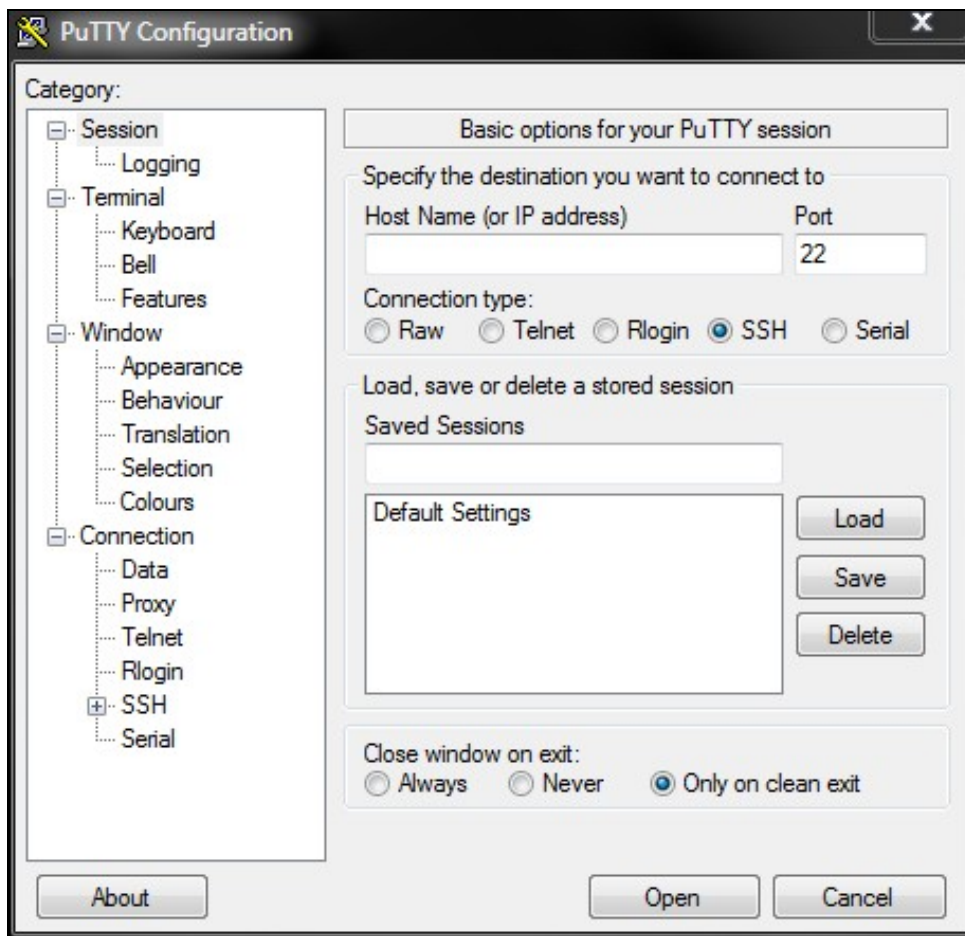 PuTTY Configuration
Category:
Session
Logging
Terminal
Keyboard
Bell
Features
Window
Appearance
Behaviour
Translation
Selection
Colours
Connection
Data
Proxy
Telnet
Rlogin
SSH
Serial
Basic options for your PuTTY session
Specify the destination you want to connect to
Host Name (or IP address) Port
22
Connection type:
Raw Telnet Rlogin SSH Serial
Load, save or delete a stored session
Saved Sessions
Default Settings
Load
Save
Delete
Close window on exit:
Always Never Only on clean exit
About Open Cancel